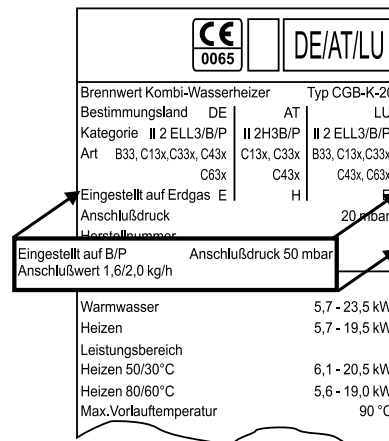 CE
0065
DE/AT/LU
Brennwert Kombi-Wasserheizer Typ CGB-K-20
Bestimmungsland DE AT LU
Kategorie II 2 ELL3/B/P II 2H3B/P II 2 ELL3/B/P
Art B33, C13x,C33x, C43x C13x, C33x B33, C13x,C33x
C63x C43x C43x, C63x
Eingestellt auf Erdgas E H E
Anschlußdruck 20 mbar
Herstellnummer
Eingestellt auf B/P Anschlußdruck 50 mbar
Anschlußwert 1,6/2,0 kg/h
Warmwasser 5,7 - 23,5 kW
Heizen 5,7 - 19,5 kW
Leistungsbereich
Heizen 50/30°C 6,1 - 20,5 kW
Heizen 80/60°C 5,6 - 19,0 kW
Max.Vorlauftemperatur 90 °C